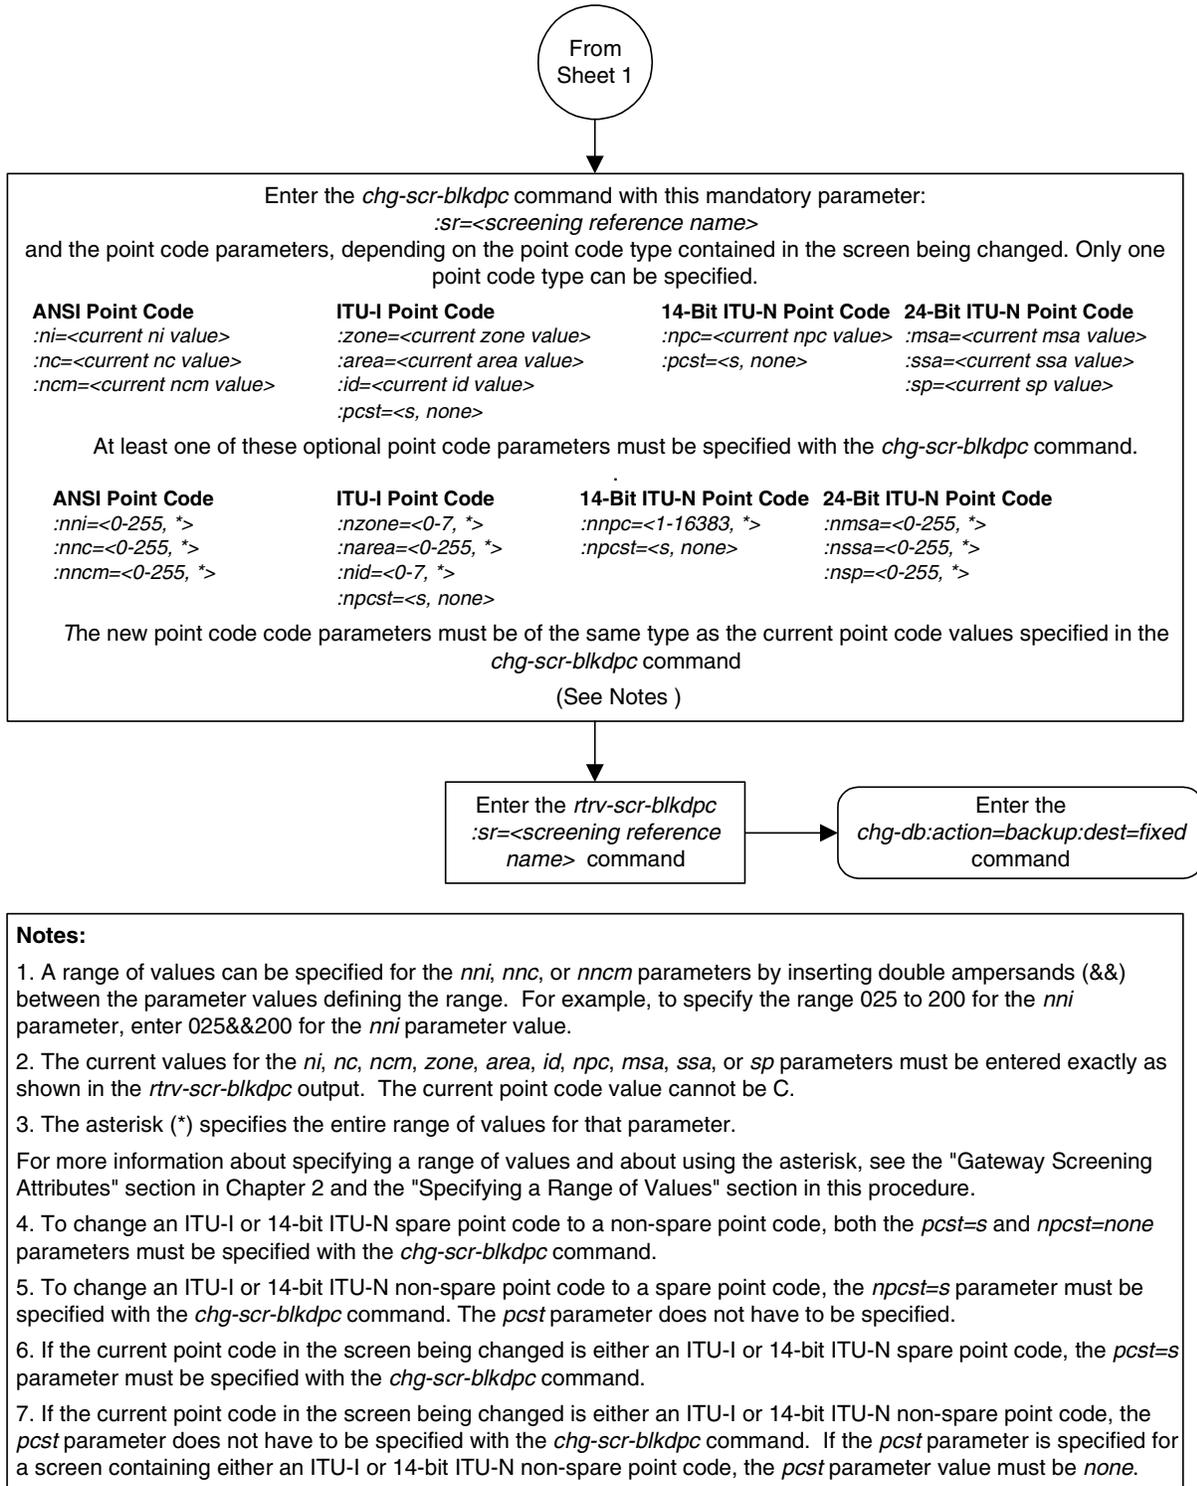 From
Sheet 1
Enter the chg-scr-blkdpc command with this mandatory parameter:
:sr=<screening reference name>
and the point code parameters, depending on the point code type contained in the screen being changed. Only one
point code type can be specified.
ANSI Point Code
:ni=<current ni value>
:nc=<current nc value>
:ncm=<current ncm value>
ITU-I Point Code
:zone=<current zone value>
:area=<current area value>
:id=<current id value>
:pcst=<s, none>
14-Bit ITU-N Point Code
:npc=<current npc value>
:pcst=<s, none>
24-Bit ITU-N Point Code
:msa=<current msa value>
:ssa=<current ssa value>
:sp=<current sp value>
At least one of these optional point code parameters must be specified with the chg-scr-blkdpc command.
.
ANSI Point Code
:nni=<0-255, *>
:nnc=<0-255, *>
:nncm=<0-255, *>
ITU-I Point Code
:nzone=<0-7, *>
:narea=<0-255, *>
:nid=<0-7, *>
:npcst=<s, none>
14-Bit ITU-N Point Code
:nnpc=<1-16383, *>
:npcst=<s, none>
24-Bit ITU-N Point Code
:nmsa=<0-255, *>
:nssa=<0-255, *>
:nsp=<0-255, *>
The new point code code parameters must be of the same type as the current point code values specified in the
chg-scr-blkdpc command
(See Notes )
Enter the rtrv-scr-blkdpc
:sr=<screening reference
name> command
Enter the
chg-db:action=backup:dest=fixed
command
Notes:
1. A range of values can be specified for the nni, nnc, or nncm parameters by inserting double ampersands (&&)
between the parameter values defining the range. For example, to specify the range 025 to 200 for the nni
parameter, enter 025&&200 for the nni parameter value.
2. The current values for the ni, nc, ncm, zone, area, id, npc, msa, ssa, or sp parameters must be entered exactly as
shown in the rtrv-scr-blkdpc output. The current point code value cannot be C.
3. The asterisk (*) specifies the entire range of values for that parameter.
For more information about specifying a range of values and about using the asterisk, see the "Gateway Screening
Attributes" section in Chapter 2 and the "Specifying a Range of Values" section in this procedure.
4. To change an ITU-I or 14-bit ITU-N spare point code to a non-spare point code, both the pcst=s and npcst=none
parameters must be specified with the chg-scr-blkdpc command.
5. To change an ITU-I or 14-bit ITU-N non-spare point code to a spare point code, the npcst=s parameter must be
specified with the chg-scr-blkdpc command. The pcst parameter does not have to be specified.
6. If the current point code in the screen being changed is either an ITU-I or 14-bit ITU-N spare point code, the pcst=s
parameter must be specified with the chg-scr-blkdpc command.
7. If the current point code in the screen being changed is either an ITU-I or 14-bit ITU-N non-spare point code, the
pcst parameter does not have to be specified with the chg-scr-blkdpc command. If the pcst parameter is specified for
a screen containing either an ITU-I or 14-bit ITU-N non-spare point code, the pcst parameter value must be none.